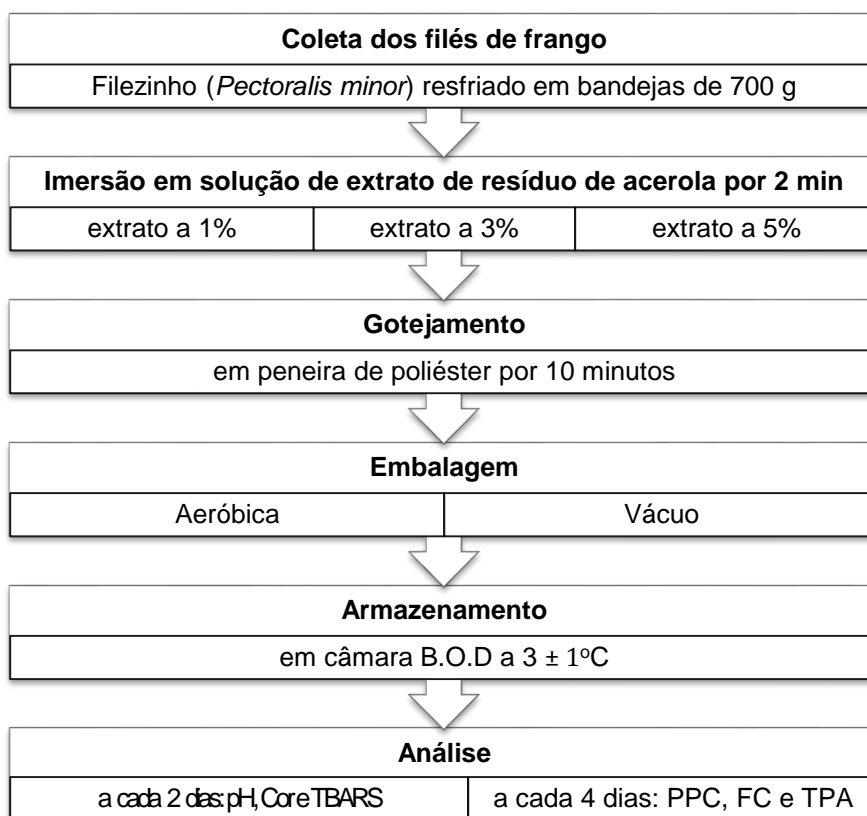 Coleta dos filés de frango
Filezinho (Pectoralis minor) resfriado em bandejas de 700 g
Imersão em solução de extrato de resíduo de acerola por 2 min
extrato a 1%
extrato a 3%
extrato a 5%
Gotejamento
em peneira de poliéster por 10 minutos
Embalagem
Aeróbica
Vácuo
Armazenamento
em câmara B.O.D a 3 ± 1ºC
Análise
a cada 2 dias: pH, Cor e TBARS
a cada 4 dias: PPC, FC e TPA